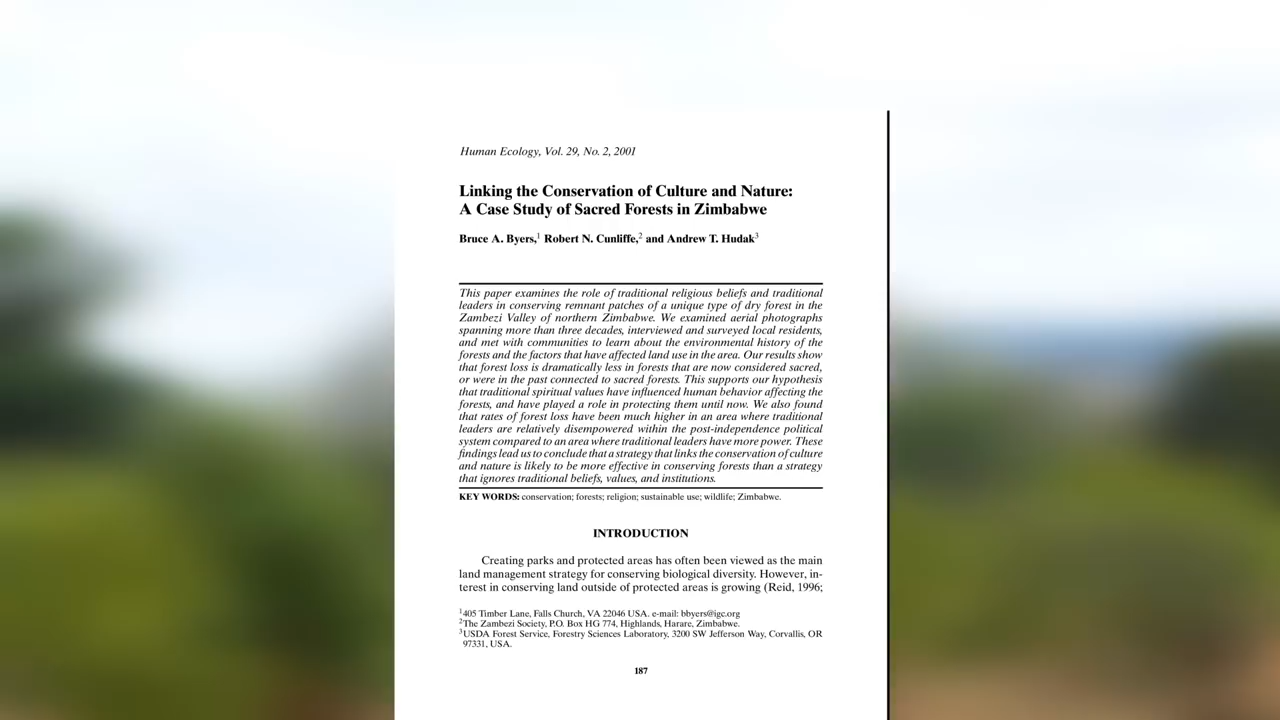 Human Ecology, Vol. 29, No. 2, 2001
Linking the Conservation of Culture and Nature:
A Case Study of Sacred Forests in Zimbabwe
Bruce A. Byers,1 Robert N. Cunliffe,2 and Andrew T. Hudak3
This paper examines the role of traditional religious beliefs and traditional
leaders in conserving remnant patches of a unique type of dry forest in the
Zambezi Valley of northern Zimbabwe. We examined aerial photographs
spanning more than three decades, interviewed and surveyed local residents,
and met with communities to learn about the environmental history of the
forests and the factors that have affected land use in the area. Our results show
that forest loss is dramatically less in forests that are now considered sacred,
or were in the past connected to sacred forests. This supports our hypothesis
that traditional spiritual values have influenced human behavior affecting the
forests, and have played a role in protecting them until now. We also found
that rates of forest loss have been much higher in an area where traditional
leaders are relatively disempowered within the post-independence political
system compared to an area where traditional leaders have more power. These
findings lead us to conclude that a strategy that links the conservation of culture
and nature is likely to be more effective in conserving forests than a strategy
that ignores traditional beliefs, values, and institutions.
KEY WORDS: conservation; forests; religion; sustainable use; wildlife; Zimbabwe.
INTRODUCTION
Creating parks and protected areas has often been viewed as the main
land management strategy for conserving biological diversity. However, in-
terest in conserving land outside of protected areas is growing (Reid, 1996;
1405 Timber Lane, Falls Church, VA 22046 USA. e-mail: bbyers@igc.org
2The Zambezi Society, P.O. Box HG 774, Highlands, Harare, Zimbabwe.
3USDA Forest Service, Forestry Sciences Laboratory, 3200 SW Jefferson Way, Corvallis, OR
97331, USA.
187